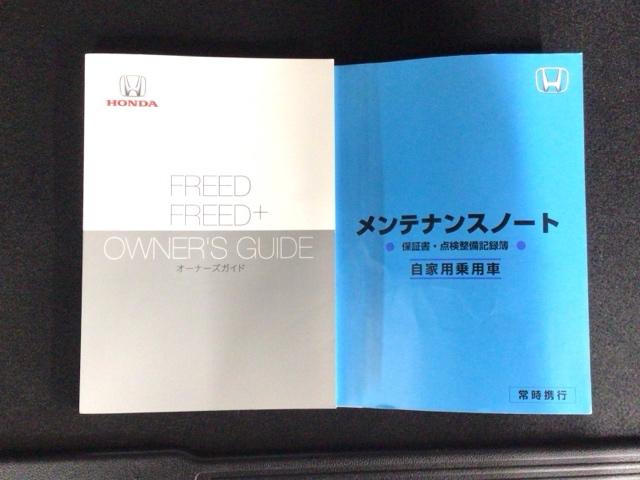 HONDA
FREED
FREED+
OWNER'S GUIDE
オーナーズガイド
メンテナンスノート
保証書・点検整備記録簿
自家用乗用車
常時携行